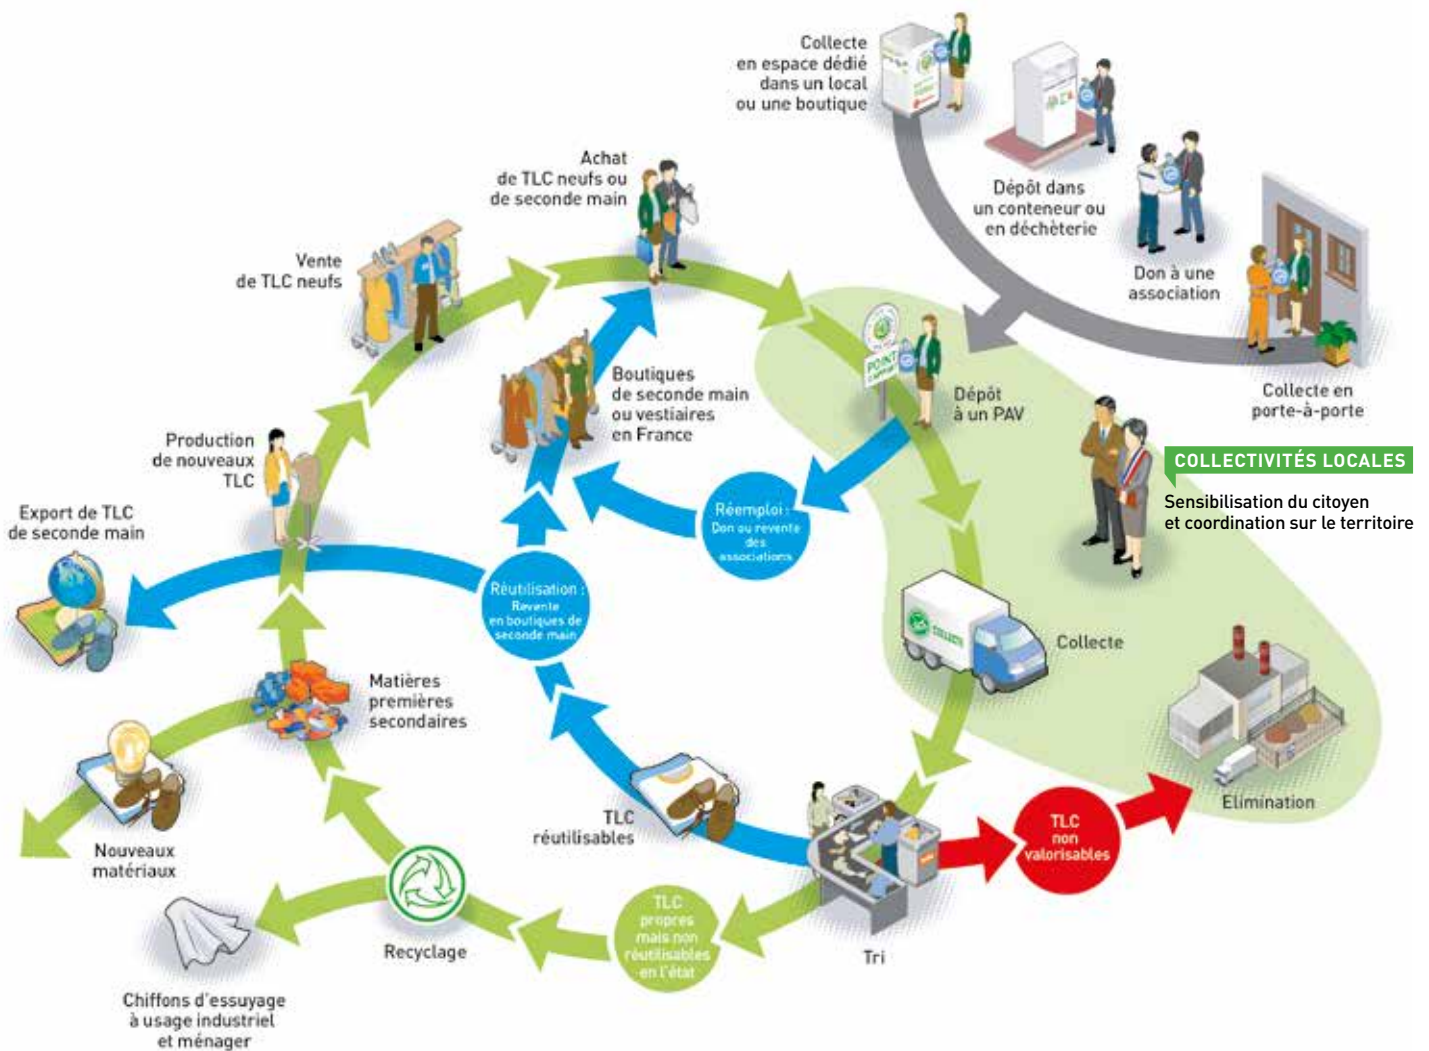 Collecte
en espace dédié
dans un local
ou une boutique
Dépôt dans
un conteneur ou
en déchèterie
Don à une
association
Collecte en
porte-à-porte
Achat
de TLC neufs ou
de seconde main
Vente
de TLC neufs
Boutiques
de seconde main
ou vestiaires
en France
POINT
Dépôt
à un PAV
COLLECTIVITÉS LOCALES
Sensibilisation du citoyen
et coordination sur le territoire
Production
de nouveaux
TLC
Export de TLC
de seconde main
Réemploi :
Don ou revente
des
associations
Réutilisation :
Revente
en boutiques de
seconde main
COLLECTE
Collecte
Matières
premières
secondaires
Elimination
TLC
réutilisables
TLC
non
valorisables
Nouveaux
matériaux
TLC
propres
mais non
réutilisables
en l'état
Recyclage
Tri
Chiffons d'essuyage
à usage industriel
et ménager